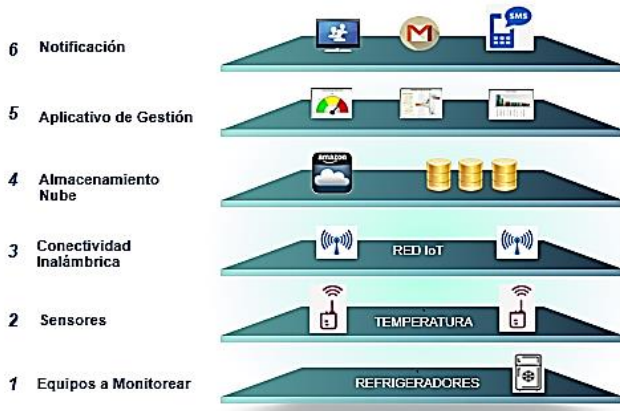 6 Notificación
SMS
5 Aplicativo de Gestión
4 Almacenamiento
Nube
amazon
3 Conectividad
Inalámbrica
RED IoT
2 Sensores
TEMPERATURA
1 Equipos a Monitorear
REFRIGERADORES